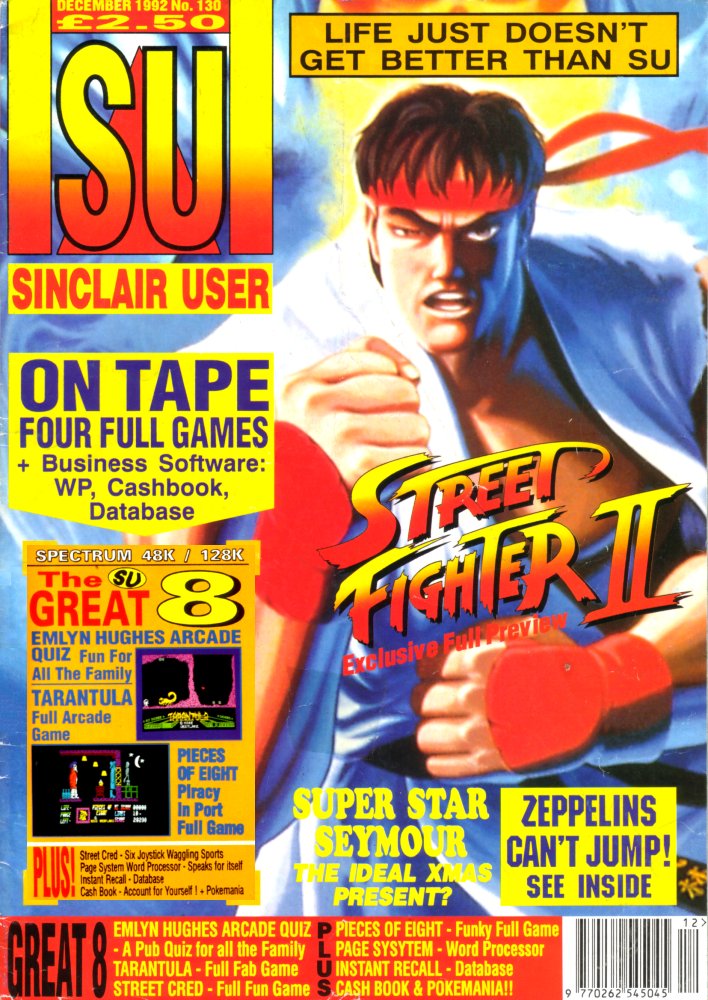 DECEMBER 1992 No. 130
£2.50
SU
SINCLAIR USER
LIFE JUST DOESN'T
GET BETTER THAN SU
ON TAPE
FOUR FULL GAMES
+ Business Software:
WP, Cashbook,
Database
STREET
FIGHTER II
Exclusive Full Preview
SPECTRUM 48K / 128K
The SU
GREAT 8
EMLYN HUGHES ARCADE
QUIZ Fun For
All The Family
TARANTULA
Full Arcade
Game
TARANTULA
PIECES
OF EIGHT
Piracy
In Port
Full Game
PLUS!
Street Cred - Six Joystick Waggling Sports
Page System Word Processor - Speaks for itself
Instant Recall - Database
Cash Book - Account for Yourself ! + Pokemania
SUPER STAR
SEYMOUR
THE IDEAL XMAS
PRESENT?
ZEPPELINS
CAN'T JUMP!
SEE INSIDE
GREAT 8
EMLYN HUGHES ARCADE QUIZ
- A Pub Quiz for all the Family
TARANTULA - Full Fab Game
STREET CRED - Full Fun Game
PLUS
PIECES OF EIGHT - Funky Full Game
PAGE SYSYTEM - Word Processor
INSTANT RECALL - Database
CASH BOOK & POKEMANIA!!
12>
9 770262 545045